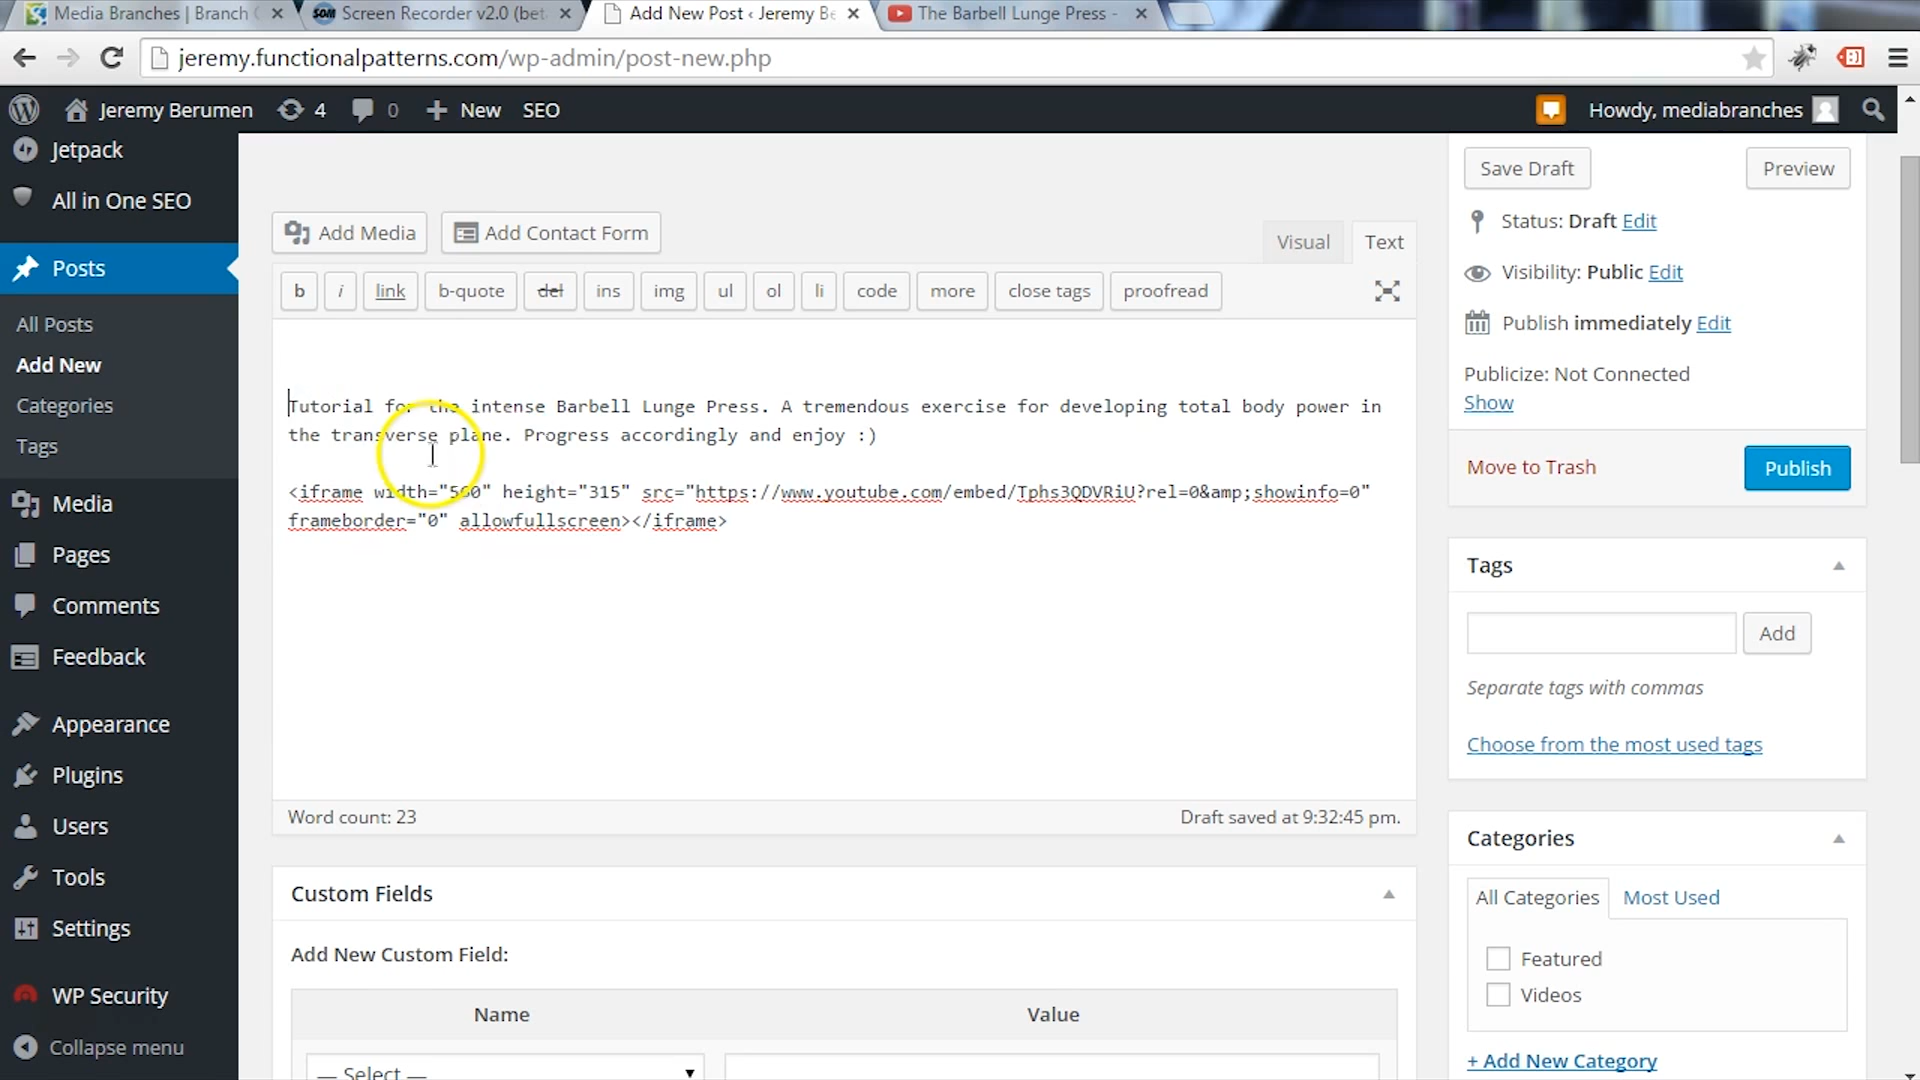 Media Branches | Branch
Screen Recorder v2.0 (bet
Add New Post ‹ Jeremy Be
The Barbell Lunge Press -
jeremy.functionalpatterns.com/wp-admin/post-new.php
Jeremy Berumen
4
0
+ New
SEO
Howdy, mediabranches
Jetpack
All in One SEO
Posts
All Posts
Add New
Categories
Tags
Media
Pages
Comments
Feedback
Appearance
Plugins
Users
Tools
Settings
WP Security
Collapse menu
Add Media
Add Contact Form
Visual
Text
b
i
link
b-quote
del
ins
img
ul
ol
li
code
more
close tags
proofread
Tutorial for the intense Barbell Lunge Press. A tremendous exercise for developing total body power in
the transverse plane. Progress accordingly and enjoy :)
<iframe width="560" height="315" src="https://www.youtube.com/embed/Tphs3QDVRiU?rel=0&amp;showinfo=0"
frameborder="0" allowfullscreen></iframe>
Word count: 23
Draft saved at 9:32:45 pm.
Custom Fields
Add New Custom Field:
Name
Value
— Select —
Save Draft
Preview
Status: Draft Edit
Visibility: Public Edit
Publish immediately Edit
Publicize: Not Connected
Show
Move to Trash
Publish
Tags
Add
Separate tags with commas
Choose from the most used tags
Categories
All Categories
Most Used
Featured
Videos
+ Add New Category